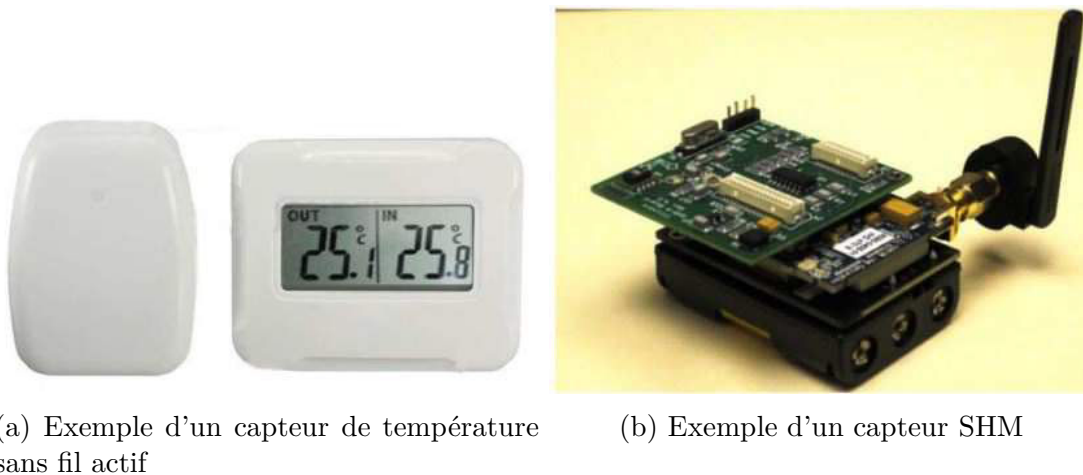 OUT IN
25.1 °C 25.8 °C
(a) Exemple d'un capteur de température
sans fil actif
(b) Exemple d'un capteur SHM